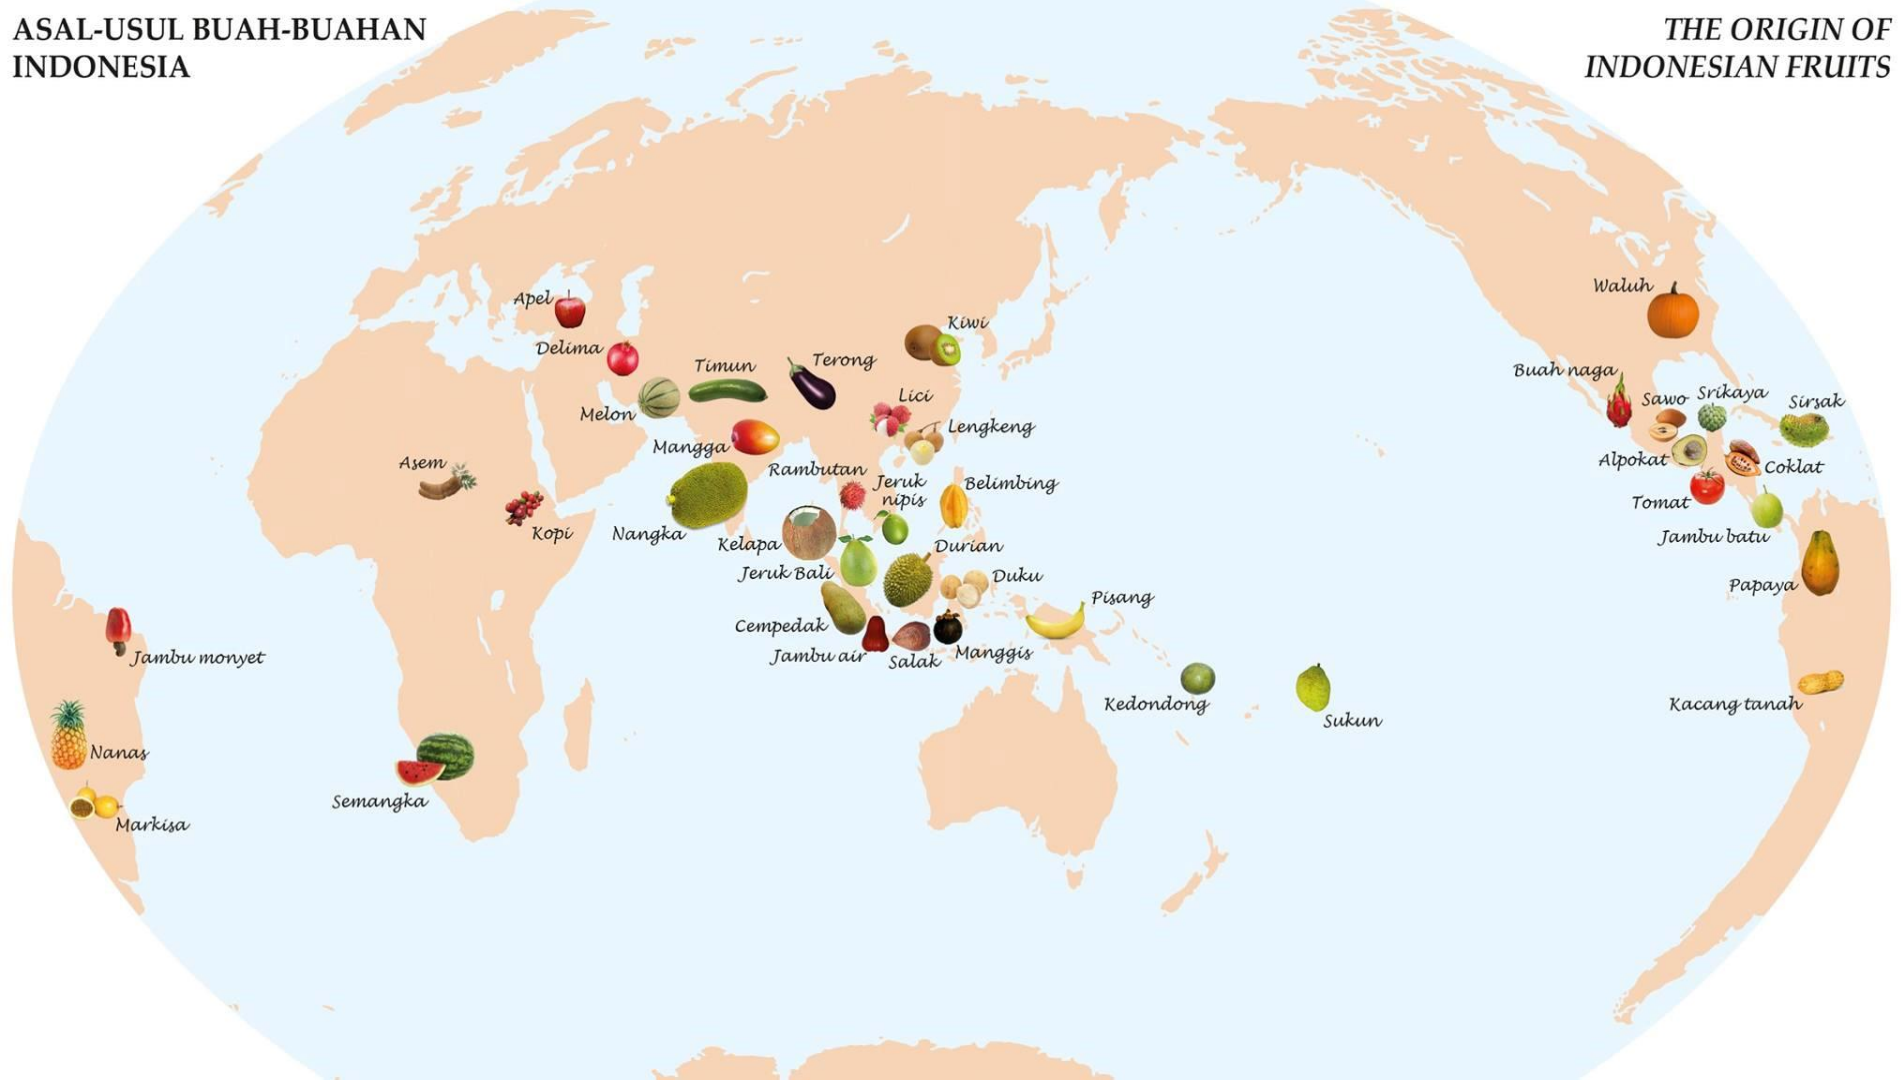 ASAL-USUL BUAH-BUAHAN
INDONESIA
THE ORIGIN OF
INDONESIAN FRUITS
Apel
Delima
Melon
Timun
Terong
Kiwi
Lici
Lengkeng
Mangga
Rambutan
Jeruk
nipis
Belimbing
Nangka
Kelapa
Jeruk Bali
Durian
Duku
Cempedak
Jambu air
Salak
Manggis
Pisang
Kedondong
Sukun
Asem
Kopi
Semangka
Jambu monyet
Nanas
Markisa
Waluh
Buah naga
Sawo
Srikaya
Sirsak
Alpokat
Coklat
Tomat
Jambu batu
Papaya
Kacang tanah